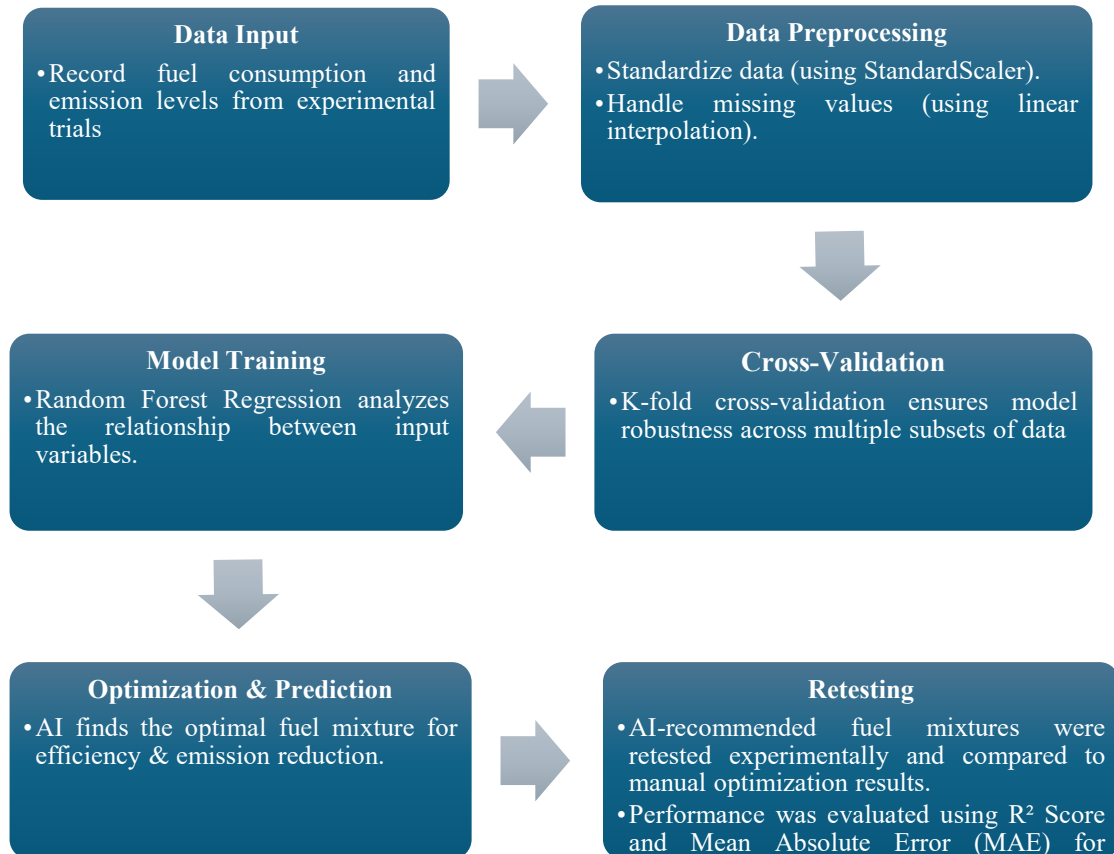 Data Input
•Record fuel consumption and
emission levels from experimental
trials
Data Preprocessing
•Standardize data (using StandardScaler).
•Handle missing values (using linear
interpolation).
Cross-Validation
•K-fold cross-validation ensures model
robustness across multiple subsets of data
Model Training
•Random Forest Regression analyzes
the relationship between input
variables.
Optimization & Prediction
•AI finds the optimal fuel mixture for
efficiency & emission reduction.
Retesting
•AI-recommended fuel mixtures were
retested experimentally and compared to
manual optimization results.
•Performance was evaluated using R² Score
and Mean Absolute Error (MAE) for